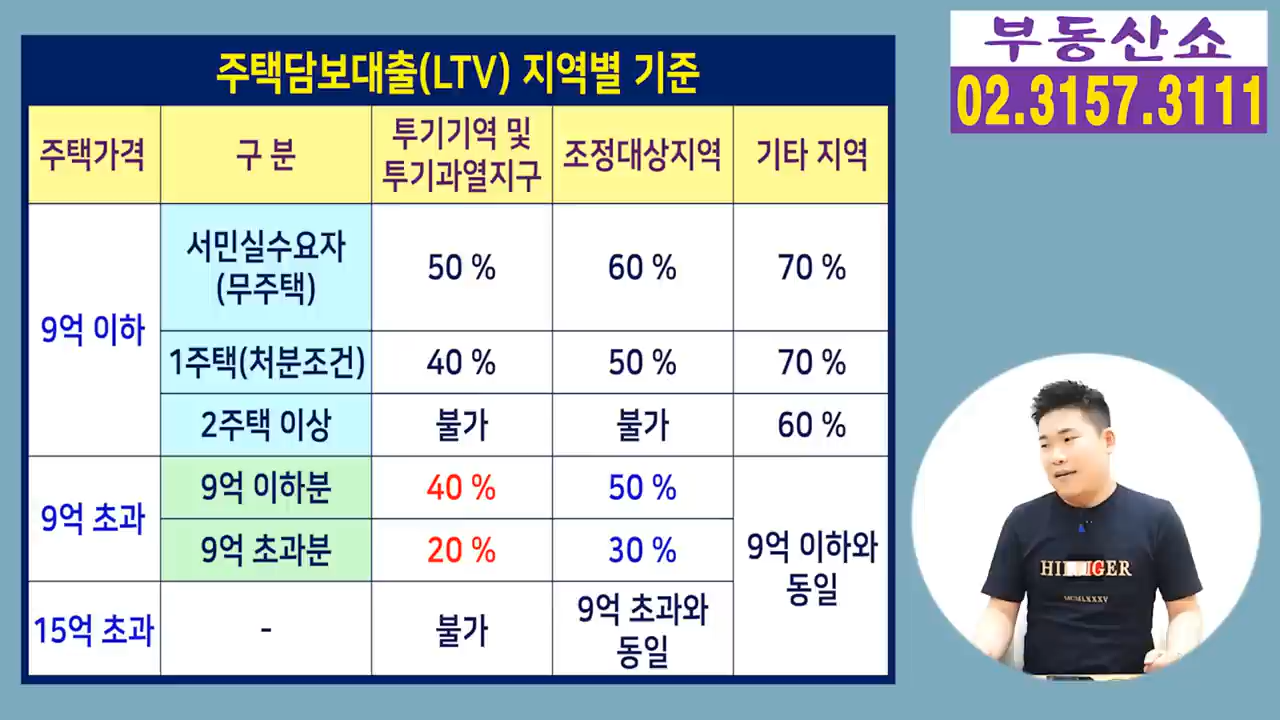 부동산쇼
02.3157.3111
주택담보대출(LTV) 지역별 기준
주택가격
구 분
투기기역 및
투기과열지구
조정대상지역
기타 지역
9억 이하
서민실수요자
(무주택)
50 %
60 %
70 %
1주택(처분조건)
40 %
50 %
70 %
2주택 이상
불가
불가
60 %
9억 초과
9억 이하분
40 %
50 %
9억 이하와
동일
9억 초과분
20 %
30 %
15억 초과
-
불가
9억 초과와
동일
HILFIGER
MCMLXXXV